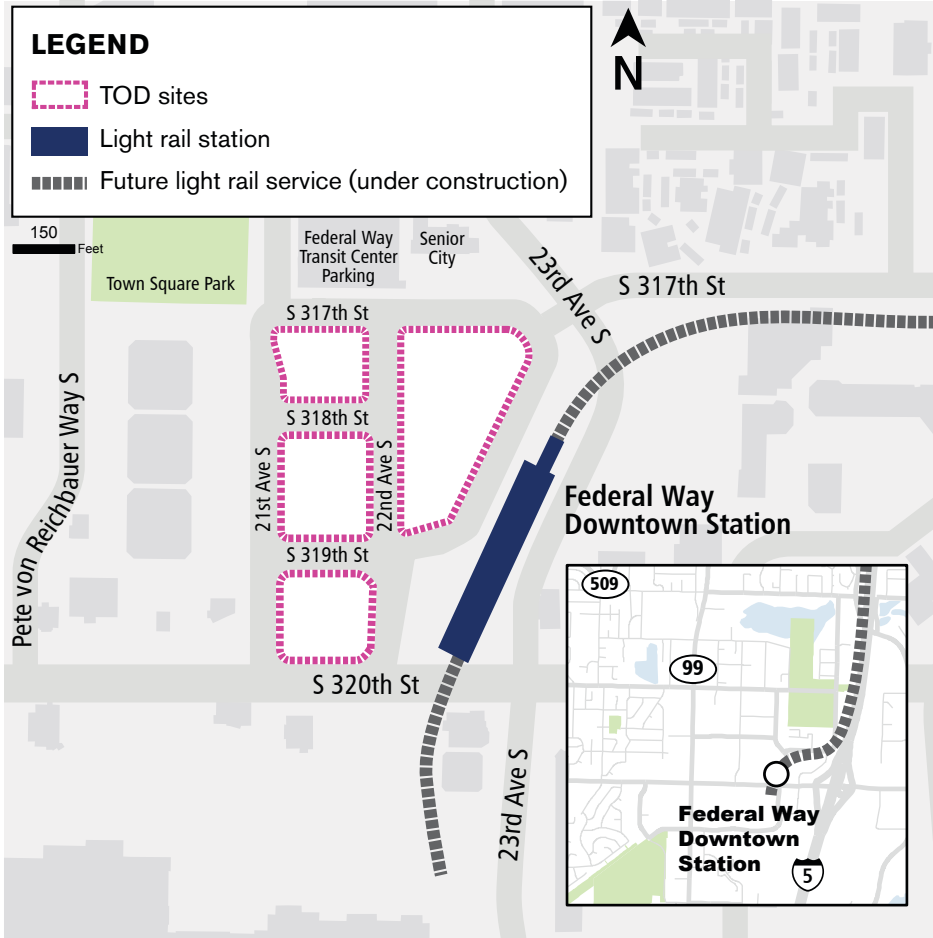 LEGEND
TOD sites
Light rail station
Future light rail service (under construction)
N
150
Feet
Town Square Park
Federal Way
Transit Center
Parking
Senior
City
23rd Ave S
S 317th St
S 317th St
S 318th St
21st Ave S
22nd Ave S
S 319th St
Pete von Reichbauer Way S
Federal Way
Downtown Station
S 320th St
23rd Ave S
509
99
Federal Way
Downtown
Station
5